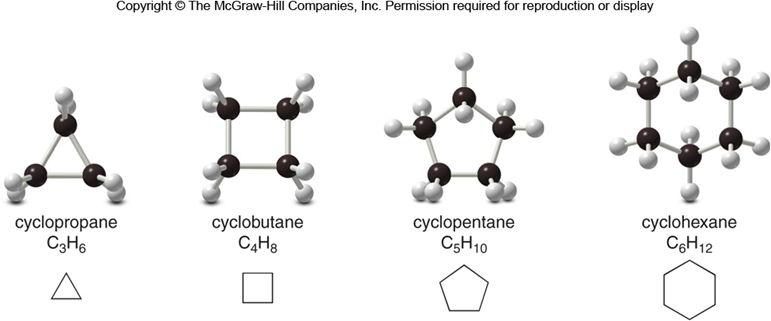 Copyright © The McGraw-Hill Companies, Inc. Permission required for reproduction or display
cyclopropane
C₃H₆
cyclobutane
C₄H₈
cyclopentane
C₅H₁₀
cyclohexane
C₆H₁₂